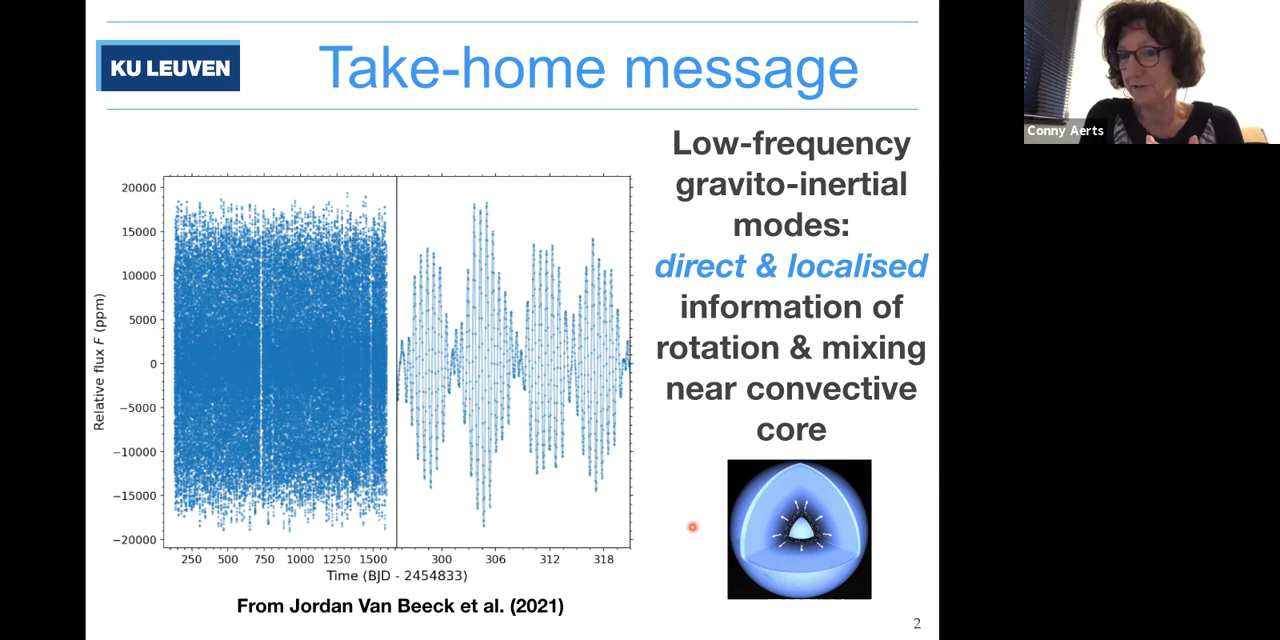 KU LEUVEN
Take-home message
Conny Aerts
Low-frequency
gravito-inertial
modes:
direct & localised
information of
rotation & mixing
near convective
core
Relative flux F (ppm)
20000
15000
10000
5000
0
−5000
−10000
−15000
−20000
250 500 750 1000 1250 1500 300 306 312 318
Time (BJD - 2454833)
From Jordan Van Beeck et al. (2021)
2